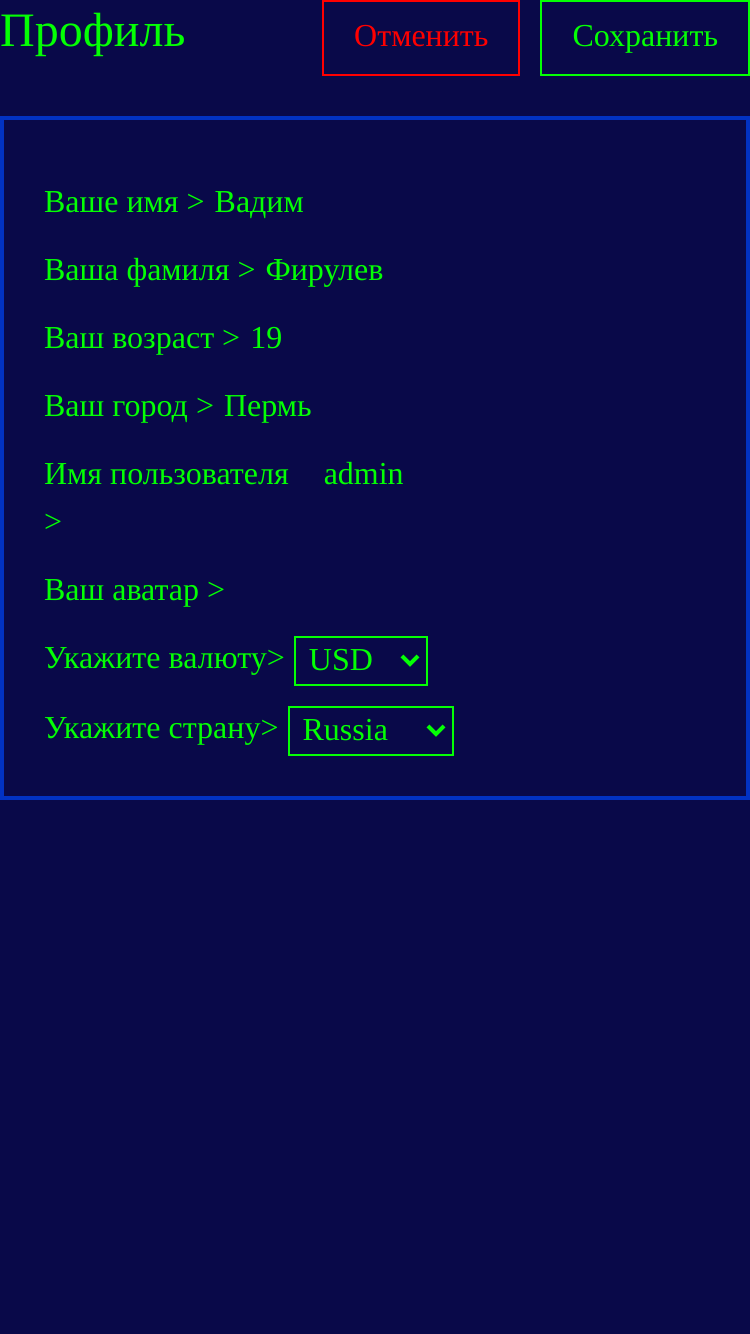 Профиль Отменить Сохранить
Ваше имя > Вадим
Ваша фамиля > Фирулев
Ваш возраст > 19
Ваш город > Пермь
Имя пользователя admin
>
Ваш аватар >
Укажите валюту> USD
Укажите страну> Russia